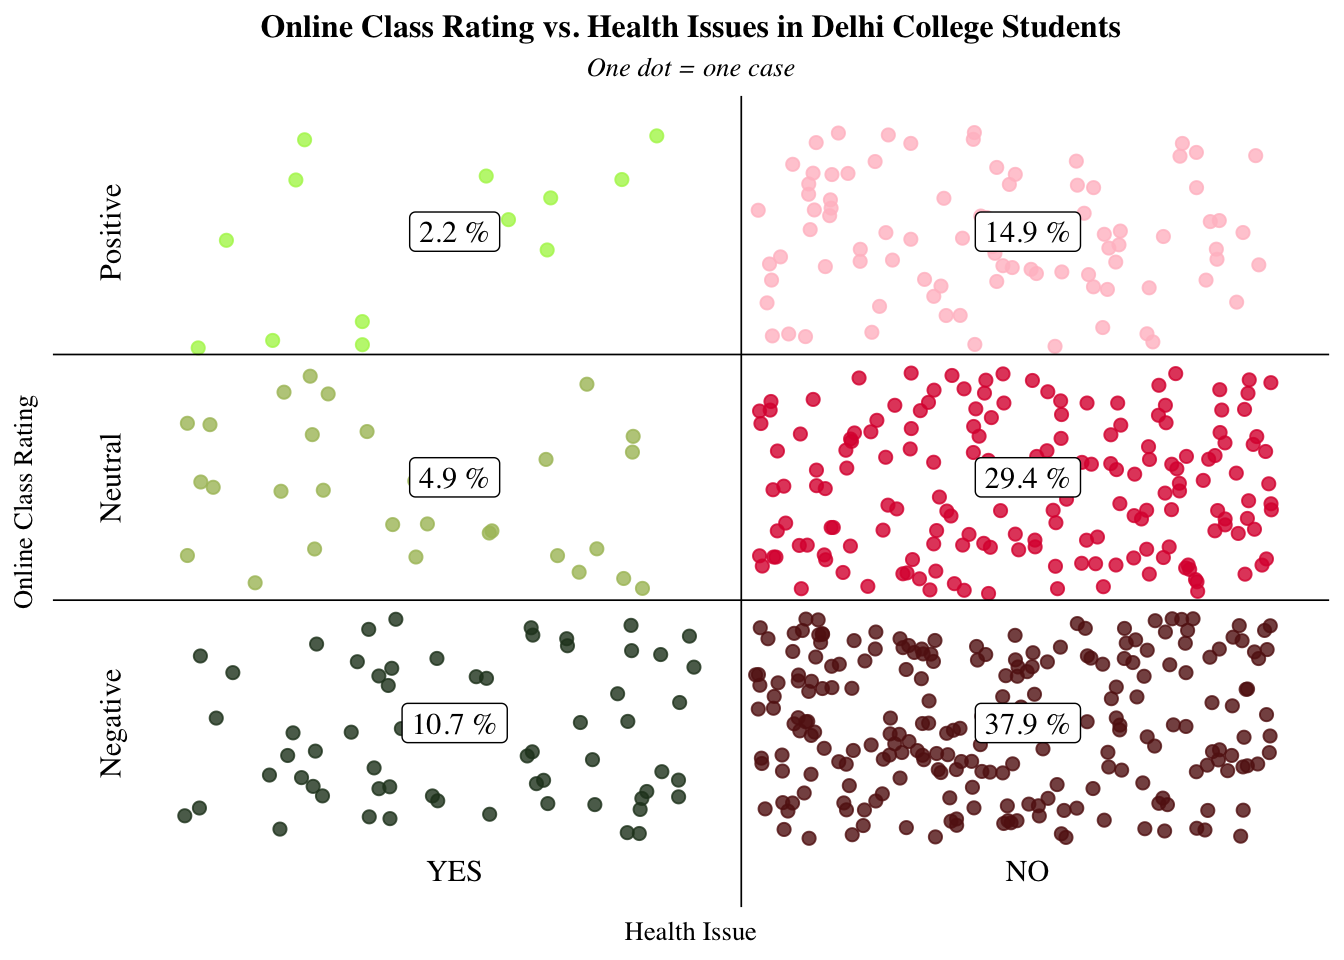 Online Class Rating vs. Health Issues in Delhi College Students
One dot = one case
Online Class Rating
Positive
2.2 %
14.9 %
Neutral
4.9 %
29.4 %
Negative
10.7 %
37.9 %
YES
NO
Health Issue